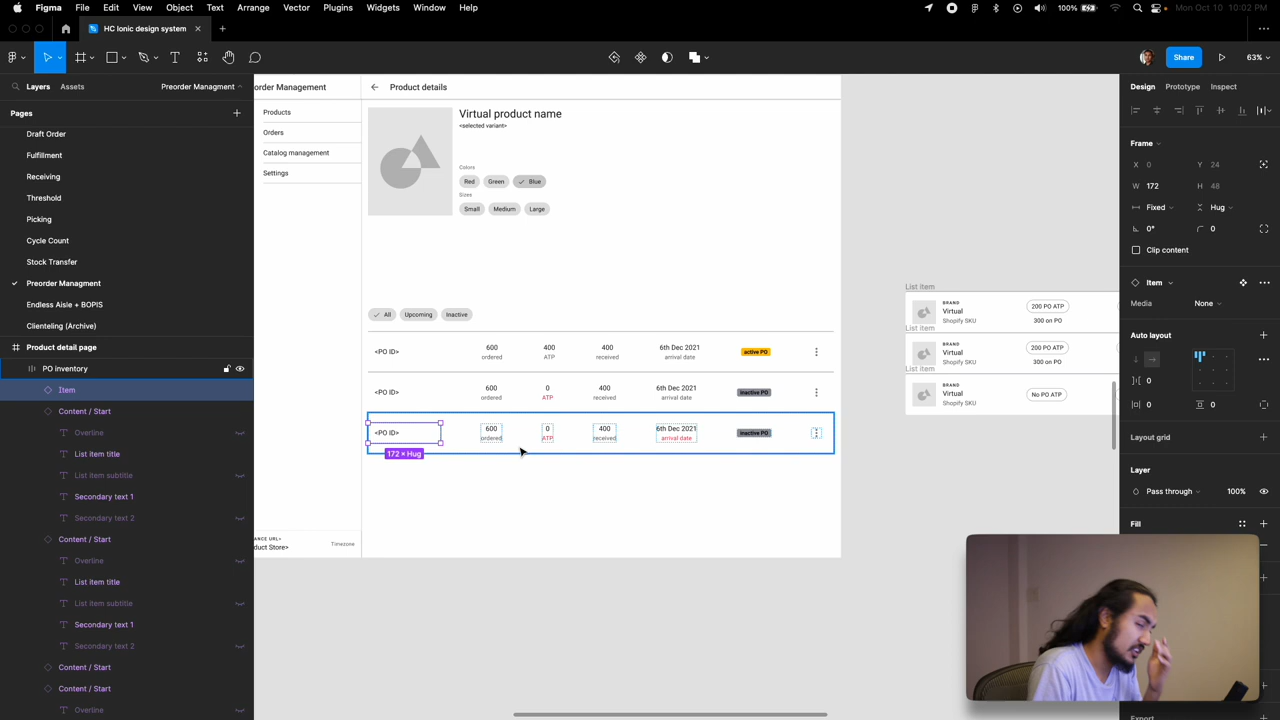 Figma File Edit View Object Text Arrange Vector Plugins Widgets Window Help
100% Mon Oct 10 10:02 PM
HC Ionic design system
Share
63%
Layers
Assets
Preorder Managment
Pages
Draft Order
Fulfillment
Receiving
Threshold
Picking
Cycle Count
Stock Transfer
Preorder Managment
Endless Aisle + BOPIS
Clienteling (Archive)
Product detail page
PO inventory
Item
Content / Start
Overline
List item title
List item subtitle
Secondary text 1
Secondary text 2
Content / Start
Overline
List item title
List item subtitle
Secondary text 1
Secondary text 2
Content / Start
Content / Start
Overline
order Management
Products
Orders
Catalog management
Settings
ANCE URL>
duct Store>
Timezone
Product details
Virtual product name
<selected variant>
Colors
Red
Green
Blue
Sizes
Small
Medium
Large
All
Upcoming
Inactive
<PO ID>
600
ordered
400
ATP
400
received
6th Dec 2021
arrival date
active PO
<PO ID>
600
ordered
0
ATP
400
received
6th Dec 2021
arrival date
inactive PO
<PO ID>
600
ordered
0
ATP
400
received
6th Dec 2021
arrival date
inactive PO
172 × Hug
List item
BRAND
Virtual
Shopify SKU
200 PO ATP
300 on PO
List item
BRAND
Virtual
Shopify SKU
200 PO ATP
300 on PO
List item
BRAND
Virtual
Shopify SKU
No PO ATP
Design
Prototype
Inspect
Frame
X 0
Y 24
W 172
H 48
Fixed
Hug
0°
0
Clip content
Item
Media
None
Auto layout
0
0
0
Layout grid
Layer
Pass through
100%
Fill